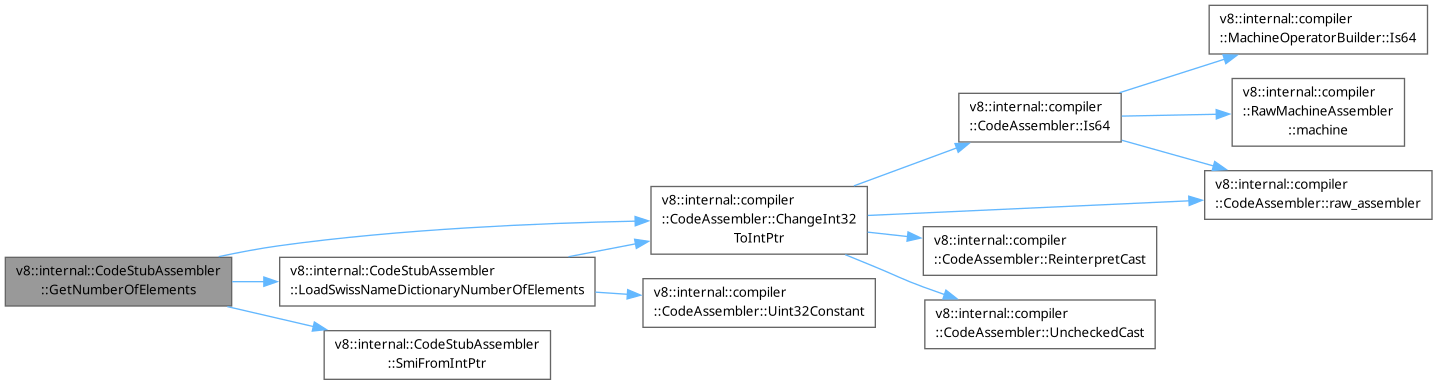 v8::internal::CodeStubAssembler
::GetNumberOfElements
v8::internal::CodeStubAssembler
::LoadSwissNameDictionaryNumberOfElements
v8::internal::CodeStubAssembler
::SmiFromIntPtr
v8::internal::compiler
::CodeAssembler::ChangeInt32
ToIntPtr
v8::internal::compiler
::CodeAssembler::Uint32Constant
v8::internal::compiler
::CodeAssembler::Is64
v8::internal::compiler
::CodeAssembler::ReinterpretCast
v8::internal::compiler
::CodeAssembler::UncheckedCast
v8::internal::compiler
::MachineOperatorBuilder::Is64
v8::internal::compiler
::RawMachineAssembler
::machine
v8::internal::compiler
::CodeAssembler::raw_assembler